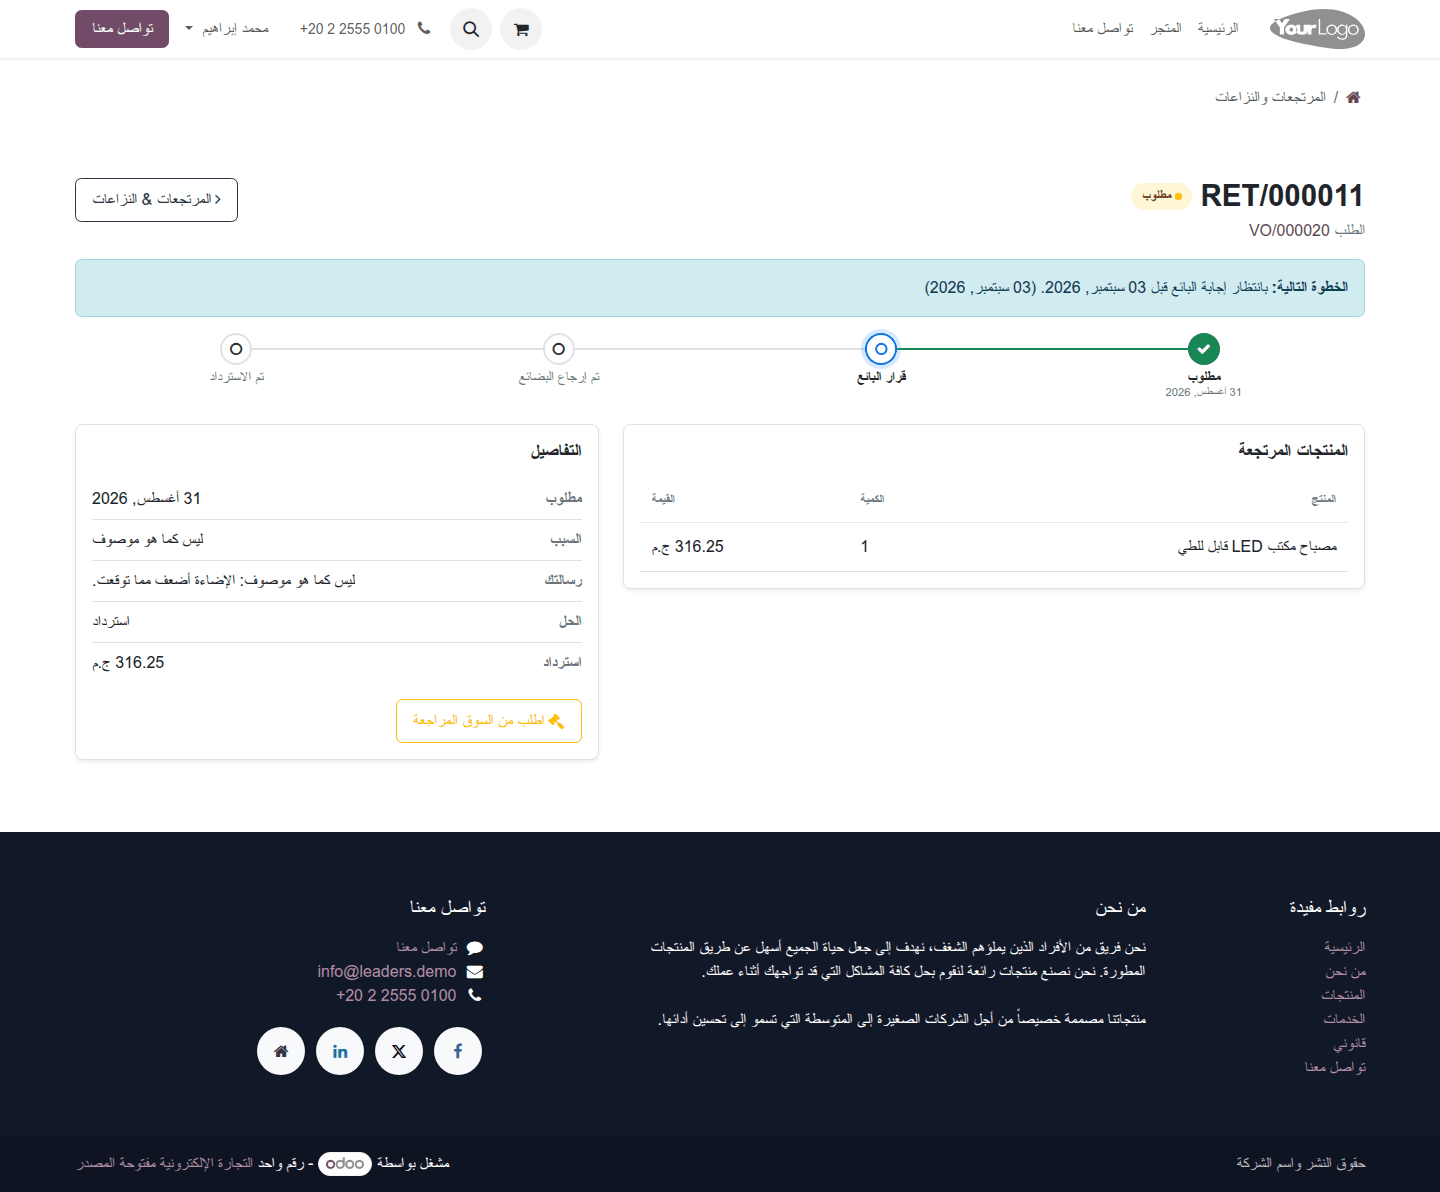 YourLogo
الرئيسية
المتجر
تواصل معنا
+20 2 2555 0100
محمد إبراهيم
تواصل معنا
/ المرتجعات والنزاعات
RET/000011
مطلوب
المرتجعات & النزاعات
الطلب VO/000020
الخطوة التالية: بانتظار إجابة البائع قبل 03 سبتمبر, 2026. (03 سبتمبر, 2026)
مطلوب
31 أغسطس, 2026
قرار البائع
تم إرجاع البضائع
تم الاسترداد
المنتجات المرتجعة
المنتج
الكمية
القيمة
مصباح مكتب LED قابل للطي
1
316.25 ج.م
التفاصيل
مطلوب
31 أغسطس, 2026
السبب
ليس كما هو موصوف
رسالتك
ليس كما هو موصوف: الإضاءة أضعف مما توقعت.
الحل
استرداد
استرداد
316.25 ج.م
اطلب من السوق المراجعة
روابط مفيدة
الرئيسية
من نحن
المنتجات
الخدمات
قانوني
تواصل معنا
من نحن
نحن فريق من الأفراد الذين يملؤهم الشغف، نهدف إلى جعل حياة الجميع أسهل عن طريق المنتجات
المطورة. نحن نصنع منتجات رائعة لنقوم بحل كافة المشاكل التي قد تواجهك أثناء عملك.
منتجاتنا مصممة خصيصاً من أجل الشركات الصغيرة إلى المتوسطة التي تسمو إلى تحسين أدائها.
تواصل معنا
تواصل معنا
info@leaders.demo
+20 2 2555 0100
حقوق النشر واسم الشركة
مشغل بواسطة odoo - رقم واحد التجارة الإلكترونية مفتوحة المصدر